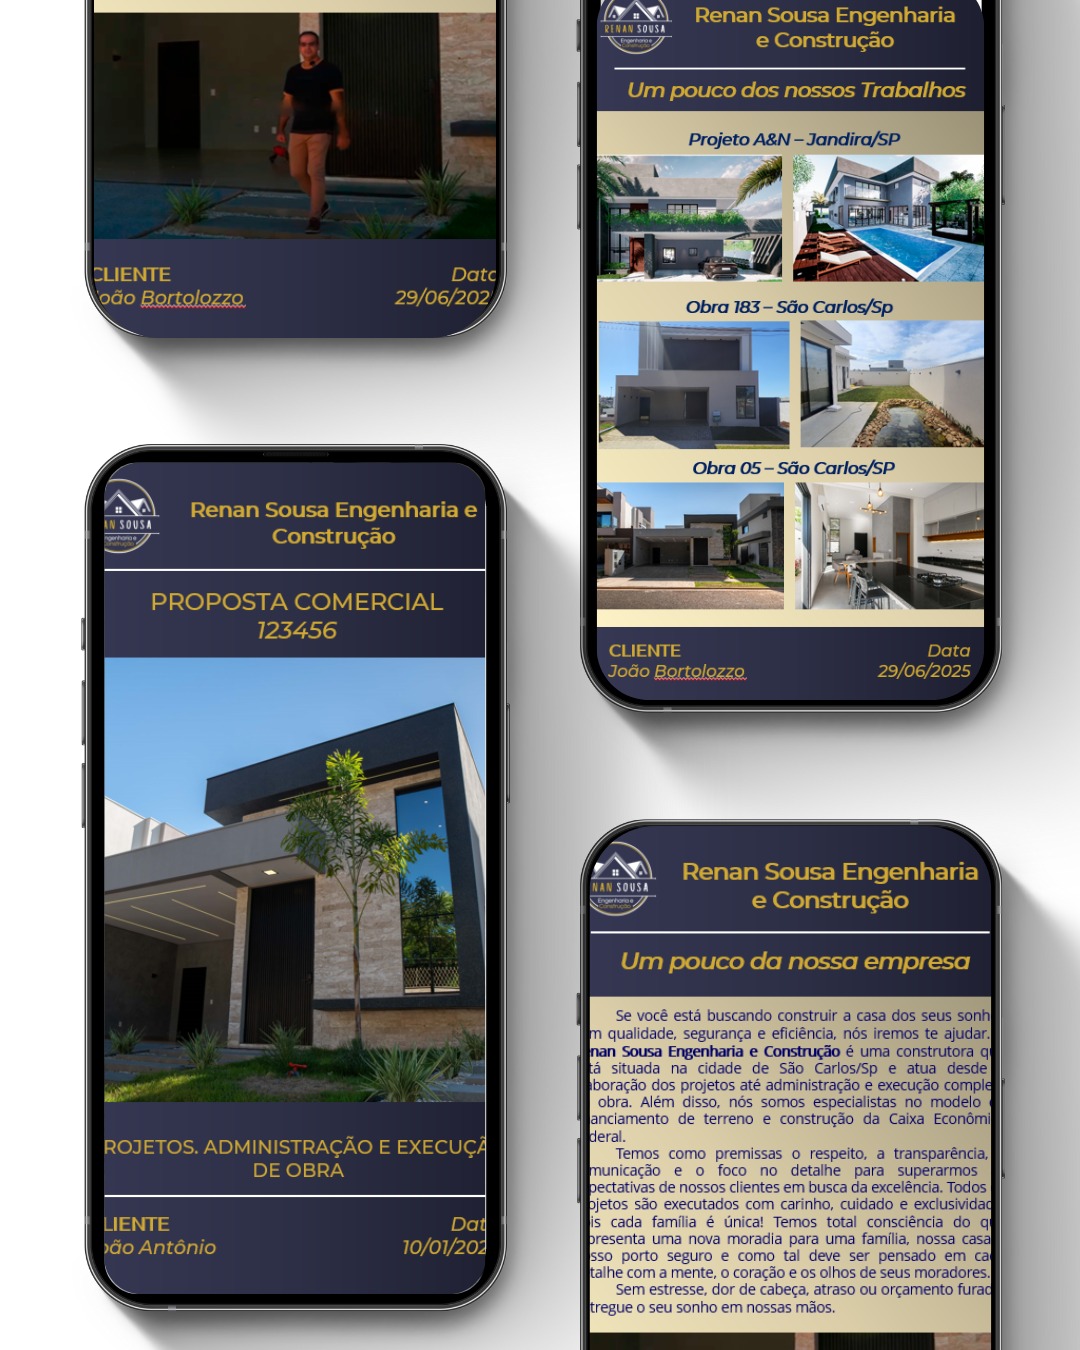 CLIENTE
João Bortolozzo
Data
29/06/202
RENAN SOUSA
Engenharia e
Construção
Renan Sousa Engenharia
e Construção
Um pouco dos nossos Trabalhos
Projeto A&N – Jandira/SP
Obra 183 – São Carlos/Sp
Obra 05 – São Carlos/SP
CLIENTE
João Bortolozzo
Data
29/06/2025
NAN SOUSA
ngenharia e
Construção
Renan Sousa Engenharia e
Construção
PROPOSTA COMERCIAL
123456
ROJETOS. ADMINISTRAÇÃO E EXECUÇÃ
DE OBRA
LIENTE
oão Antônio
Dat
10/01/202
NAN SOUSA
Engenharia e
Construção
Renan Sousa Engenharia
e Construção
Um pouco da nossa empresa
Se você está buscando construir a casa dos seus sonh
m qualidade, segurança e eficiência, nós iremos te ajudar.
nan Sousa Engenharia e Construção é uma construtora q
tá situada na cidade de São Carlos/Sp e atua desde
aboração dos projetos até administração e execução comple
obra. Além disso, nós somos especialistas no modelo
anciamento de terreno e construção da Caixa Econômi
deral.
Temos como premissas o respeito, a transparência,
municação e o foco no detalhe para superarmos
pectativas de nossos clientes em busca da excelência. Todos
ojetos são executados com carinho, cuidado e exclusividad
is cada família é única! Temos total consciência do q
presenta uma nova moradia para uma família, nossa casa
sso porto seguro e como tal deve ser pensado em ca
talhe com a mente, o coração e os olhos de seus moradores.
Sem estresse, dor de cabeça, atraso ou orçamento furad
tregue o seu sonho em nossas mãos.